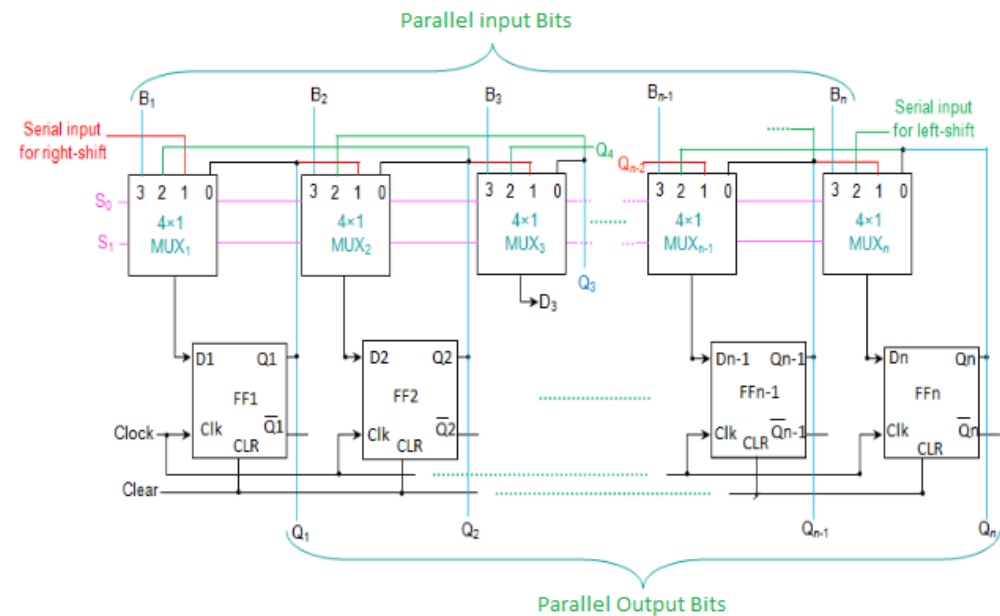 Parallel input Bits
B1 B2 B3 Bn-1 Bn
Serial input
for right-shift
Serial input
for left-shift
Q4 Qn-2
3 2 1 0 3 2 1 0 3 2 1 0 3 2 1 0 3 2 1 0
S0
4×1 4×1 4×1 4×1 4×1
S1
MUX1 MUX2 MUX3 MUXn-1 MUXn
Q3
D3
D1 Q1 D2 Q2 Dn-1 Qn-1 Dn Qn
FF1 FF2 FFn-1 FFn
Clock
Clk Q̅1 Clk Q̅2 Clk Q̅n-1 Clk Q̅n
CLR CLR CLR CLR
Clear
Q1 Q2 Qn-1 Qn
Parallel Output Bits